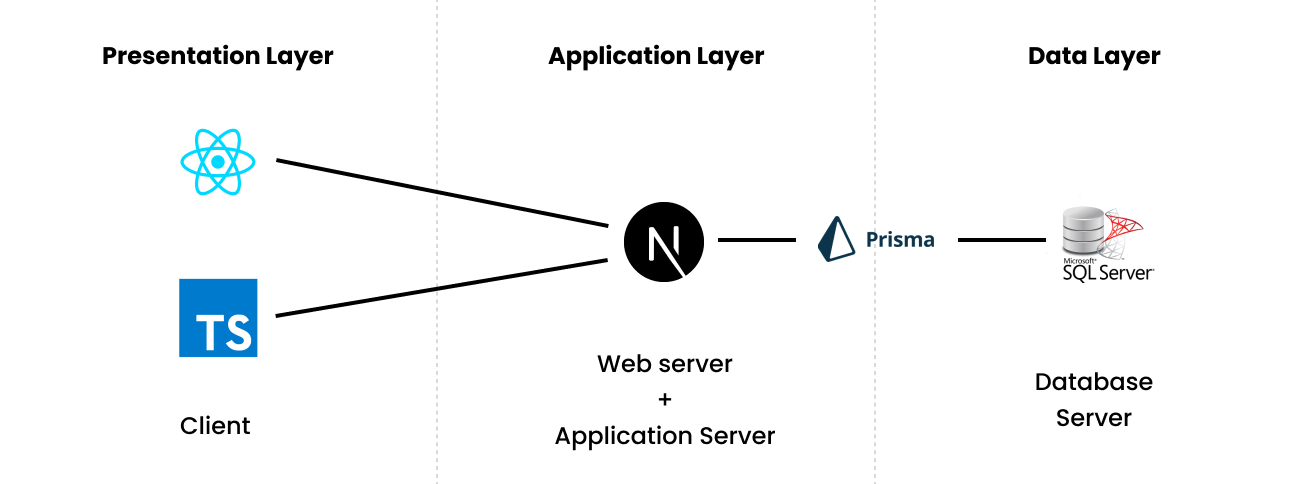 Presentation Layer
Application Layer
Data Layer
TS
Client
N
Web server
+
Application Server
Prisma
Microsoft®
SQL Server
Database
Server